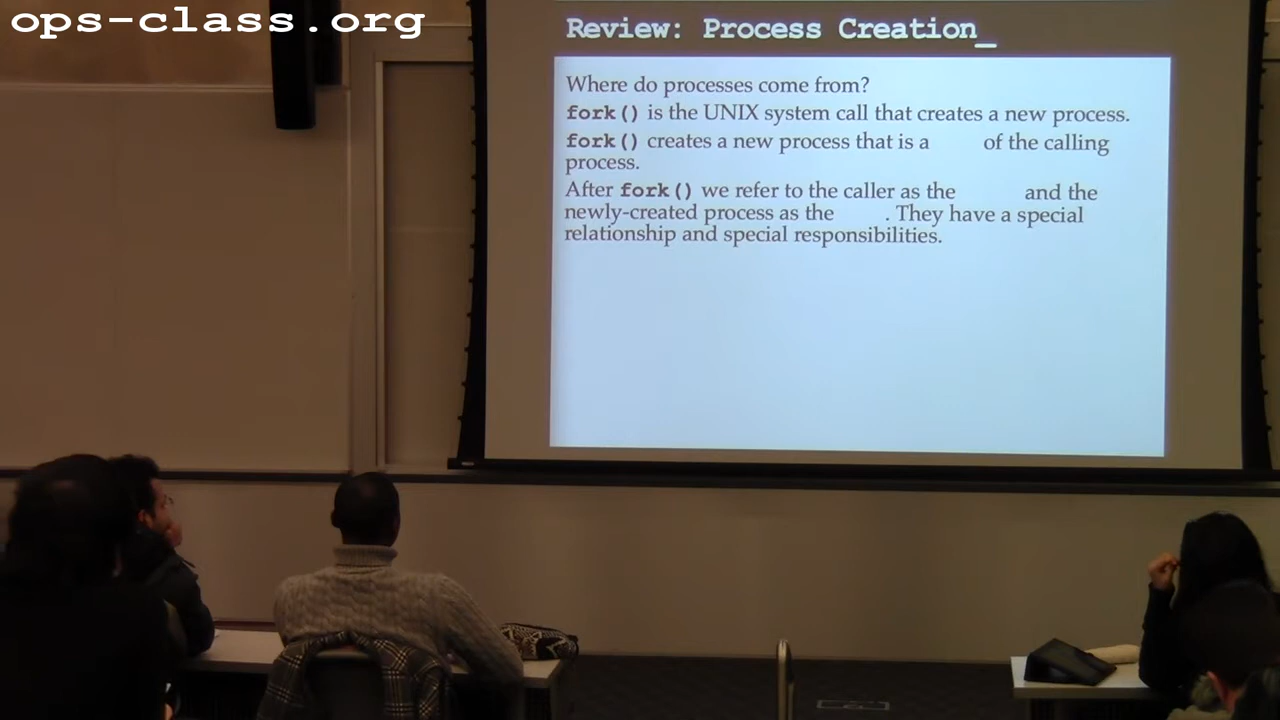 ops-class.org
Review: Process Creation_
Where do processes come from?
fork() is the UNIX system call that creates a new process.
fork() creates a new process that is a of the calling
process.
After fork() we refer to the caller as the and the
newly-created process as the . They have a special
relationship and special responsibilities.